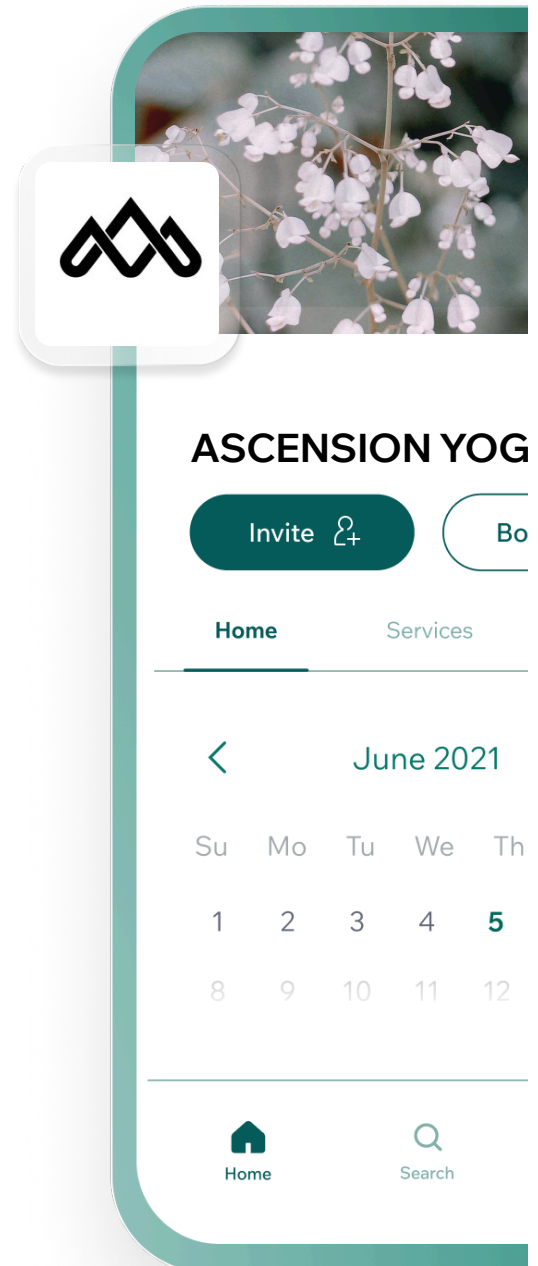 ASCENSION YOG
Invite Bo
Home Services
June 2021
Su Mo Tu We Th
1 2 3 4 5
8 9 10 11 12
Home Search